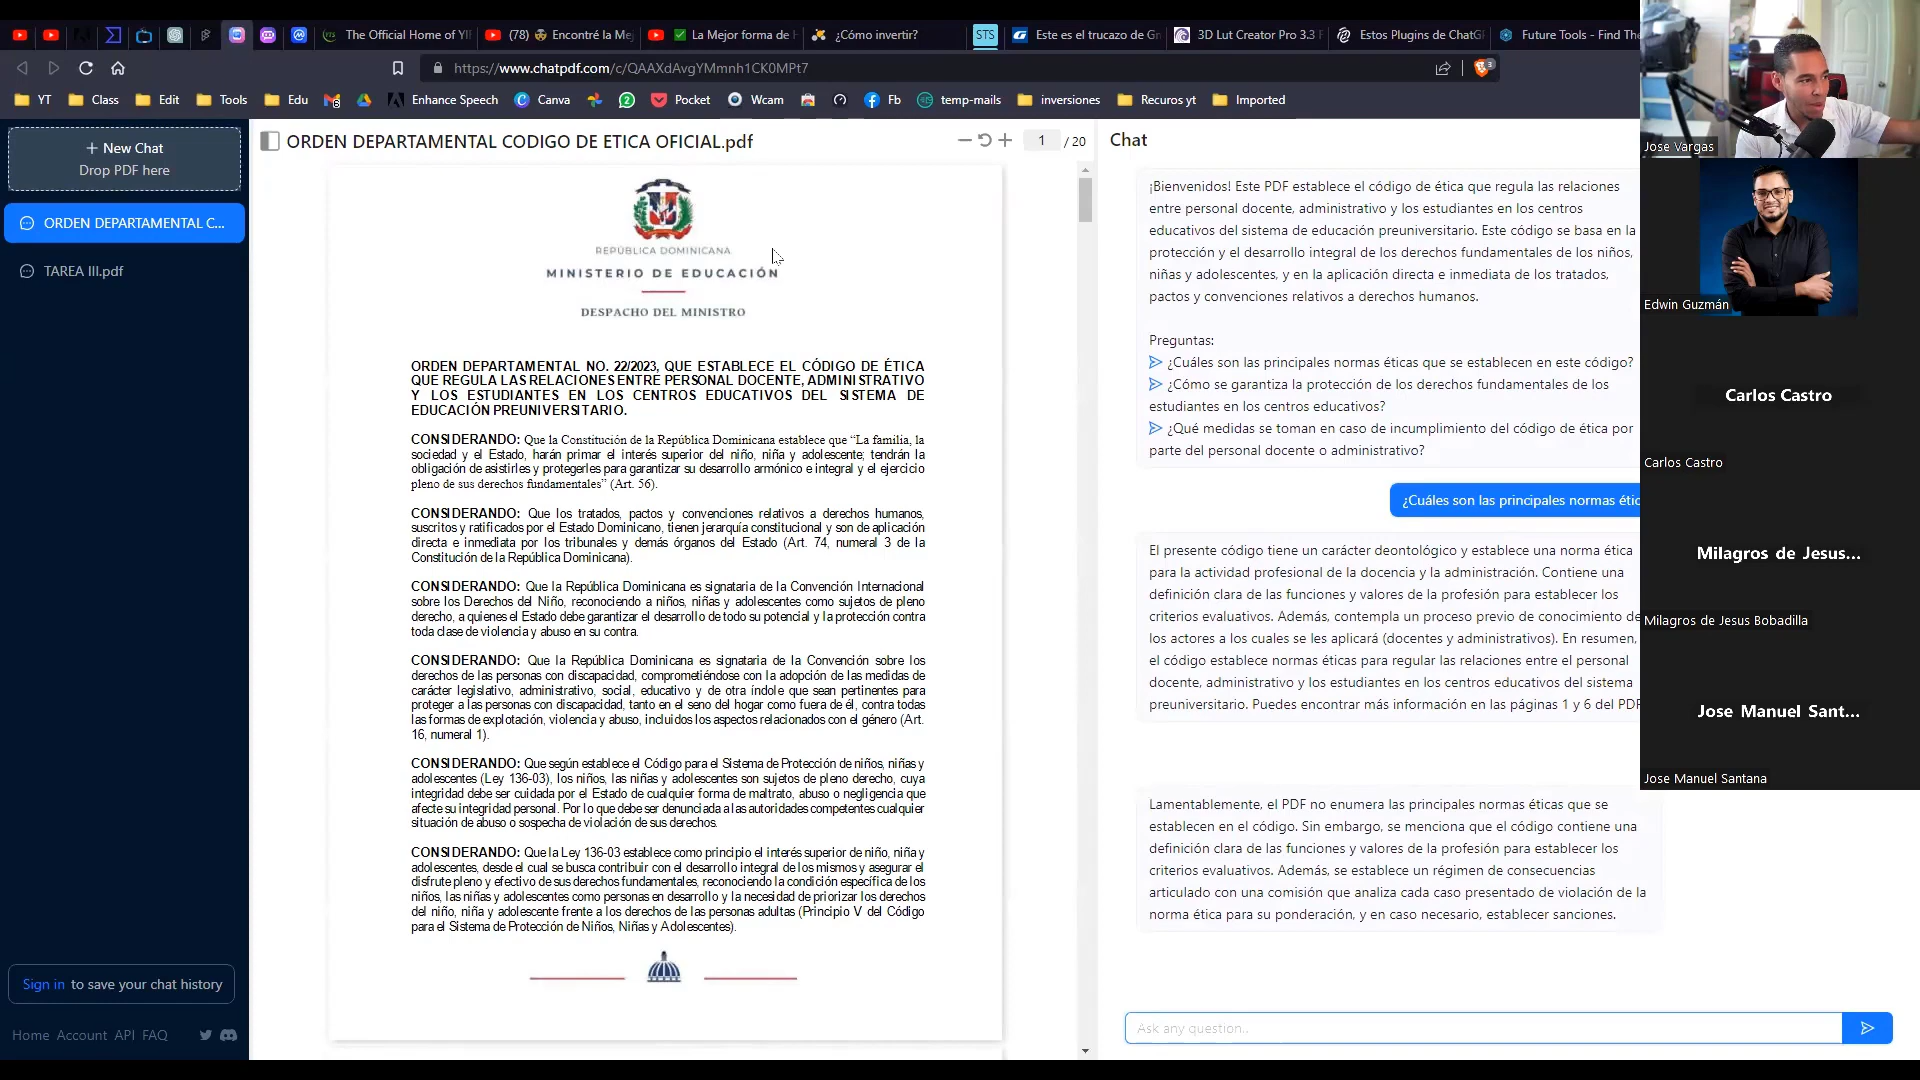 The Official Home of YIF
(78) 🤯 Encontré la Mej
✅ La Mejor forma de H
¿Cómo invertir?
STS
Este es el trucazo de Gn
3D Lut Creator Pro 3.3 F
Estos Plugins de ChatGI
Future Tools - Find The
https://www.chatpdf.com/c/QAAXdAvgYMmnh1CK0MPt7
3
YT
Class
Edit
Tools
Edu
Enhance Speech
Canva
2
Pocket
Wcam
Fb
temp-mails
inversiones
Recuros yt
Imported
+ New Chat
Drop PDF here
ORDEN DEPARTAMENTAL C...
TAREA III.pdf
Sign in to save your chat history
Home Account API FAQ
ORDEN DEPARTAMENTAL CODIGO DE ETICA OFICIAL.pdf
1 / 20
REPÚBLICA DOMINICANA
MINISTERIO DE EDUCACIÓN
DESPACHO DEL MINISTRO
ORDEN DEPARTAMENTAL NO. 22/2023, QUE ESTABLECE EL CÓDIGO DE ÉTICA
QUE REGULA LAS RELACIONES ENTRE PERSONAL DOCENTE, ADMINISTRATIVO
Y LOS ESTUDIANTES EN LOS CENTROS EDUCATIVOS DEL SISTEMA DE
EDUCACIÓN PREUNIVERSITARIO.
CONSIDERANDO: Que la Constitución de la República Dominicana establece que “La familia, la
sociedad y el Estado, harán primar el interés superior del niño, niña y adolescente; tendrán la
obligación de asistirles y protegerles para garantizar su desarrollo armónico e integral y el ejercicio
pleno de sus derechos fundamentales” (Art. 56).
CONSIDERANDO: Que los tratados, pactos y convenciones relativos a derechos humanos,
suscritos y ratificados por el Estado Dominicano, tienen jerarquía constitucional y son de aplicación
directa e inmediata por los tribunales y demás órganos del Estado (Art. 74, numeral 3 de la
Constitución de la República Dominicana).
CONSIDERANDO: Que la República Dominicana es signataria de la Convención Internacional
sobre los Derechos del Niño, reconociendo a niños, niñas y adolescentes como sujetos de pleno
derecho, a quienes el Estado debe garantizar el desarrollo de todo su potencial y la protección contra
toda clase de violencia y abuso en su contra.
CONSIDERANDO: Que la República Dominicana es signataria de la Convención sobre los
derechos de las personas con discapacidad, comprometiéndose con la adopción de las medidas de
carácter legislativo, administrativo, social, educativo y de otra índole que sean pertinentes para
proteger a las personas con discapacidad, tanto en el seno del hogar como fuera de él, contra todas
las formas de explotación, violencia y abuso, incluidos los aspectos relacionados con el género (Art.
16, numeral 1).
CONSIDERANDO: Que según establece el Código para el Sistema de Protección de niños, niñas y
adolescentes (Ley 136-03), los niños, las niñas y adolescentes son sujetos de pleno derecho, cuya
integridad debe ser cuidada por el Estado de cualquier forma de maltrato, abuso o negligencia que
afecte su integridad personal. Por lo que debe ser denunciada a las autoridades competentes cualquier
situación de abuso o sospecha de violación de sus derechos.
CONSIDERANDO: Que la Ley 136-03 establece como principio el interés superior de niño, niña y
adolescentes, desde el cual se busca contribuir con el desarrollo integral de los mismos y asegurar el
disfrute pleno y efectivo de sus derechos fundamentales, reconociendo la condición específica de los
niños, las niñas y adolescentes como personas en desarrollo y la necesidad de priorizar los derechos
del niño, niña y adolescente frente a los derechos de las personas adultas (Principio V del Código
para el Sistema de Protección de Niños, Niñas y Adolescentes).
Chat
¡Bienvenidos! Este PDF establece el código de ética que regula las relaciones
entre personal docente, administrativo y los estudiantes en los centros
educativos del sistema de educación preuniversitario. Este código se basa en la
protección y el desarrollo integral de los derechos fundamentales de los niños,
niñas y adolescentes, y en la aplicación directa e inmediata de los tratados,
pactos y convenciones relativos a derechos humanos.
Preguntas:
¿Cuáles son las principales normas éticas que se establecen en este código?
¿Cómo se garantiza la protección de los derechos fundamentales de los
estudiantes en los centros educativos?
¿Qué medidas se toman en caso de incumplimiento del código de ética por
parte del personal docente o administrativo?
¿Cuáles son las principales normas étic
El presente código tiene un carácter deontológico y establece una norma ética
para la actividad profesional de la docencia y la administración. Contiene una
definición clara de las funciones y valores de la profesión para establecer los
criterios evaluativos. Además, contempla un proceso previo de conocimiento de
los actores a los cuales se les aplicará (docentes y administrativos). En resumen,
el código establece normas éticas para regular las relaciones entre el personal
docente, administrativo y los estudiantes en los centros educativos del sistema
preuniversitario. Puedes encontrar más información en las páginas 1 y 6 del PDF
Lamentablemente, el PDF no enumera las principales normas éticas que se
establecen en el código. Sin embargo, se menciona que el código contiene una
definición clara de las funciones y valores de la profesión para establecer los
criterios evaluativos. Además, se establece un régimen de consecuencias
articulado con una comisión que analiza cada caso presentado de violación de la
norma ética para su ponderación, y en caso necesario, establecer sanciones.
Ask any question..
Jose Vargas
Edwin Guzmán
Carlos Castro
Carlos Castro
Milagros de Jesus...
Milagros de Jesus Bobadilla
Jose Manuel Sant...
Jose Manuel Santana